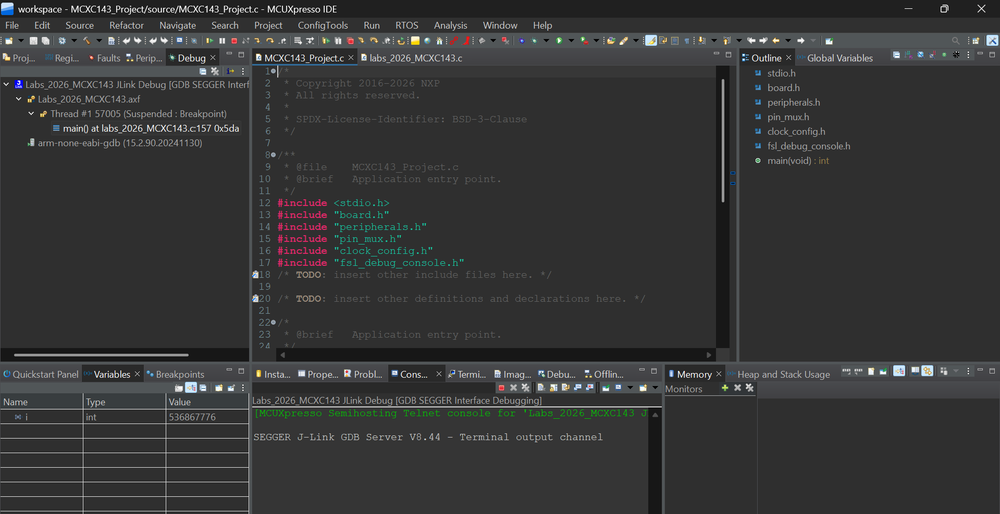 workspace - MCXC143_Project/source/MCXC143_Project.c - MCUXpresso IDE
File Edit Source Refactor Navigate Search Project ConfigTools Run RTOS Analysis Window Help
Proj... Regi... Faults Perip... Debug
Labs_2026_MCXC143 JLink Debug [GDB SEGGER Interf
Labs_2026_MCXC143.axf
Thread #1 57005 (Suspended : Breakpoint)
main() at labs_2026_MCXC143.c:157 0x5da
arm-none-eabi-gdb (15.2.90.20241130)
MCXC143_Project.c labs_2026_MCXC143.c
1 /*
2 * Copyright 2016-2026 NXP
3 * All rights reserved.
4 *
5 * SPDX-License-Identifier: BSD-3-Clause
6 */
7
8 /**
9 * @file    MCXC143_Project.c
10 * @brief   Application entry point.
11 */
12 #include <stdio.h>
13 #include "board.h"
14 #include "peripherals.h"
15 #include "pin_mux.h"
16 #include "clock_config.h"
17 #include "fsl_debug_console.h"
18 /* TODO: insert other include files here. */
19
20 /* TODO: insert other definitions and declarations here. */
21
22 /*
23 * @brief   Application entry point.
24 */
Outline Global Variables
stdio.h
board.h
peripherals.h
pin_mux.h
clock_config.h
fsl_debug_console.h
main(void) : int
Quickstart Panel Variables Breakpoints
Name Type Value
i int 536867776
Insta... Prope... Probl... Cons... Termi... Imag... Debu... Offlin...
Labs_2026_MCXC143 JLink Debug [GDB SEGGER Interface Debugging]
[MCUXpresso Semihosting Telnet console for 'Labs_2026_MCXC143 J
SEGGER J-Link GDB Server V8.44 - Terminal output channel
Memory Heap and Stack Usage
Monitors